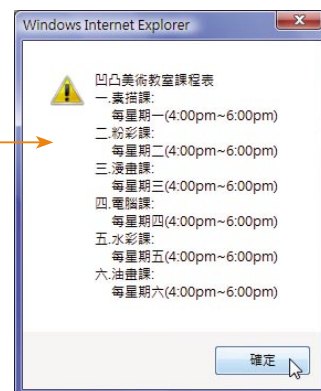 Windows Internet Explorer
凹凸美術教室課程表
一.素描課:
每星期一(4:00pm~6:00pm)
二.粉彩課:
每星期二(4:00pm~6:00pm)
三.漫畫課:
每星期三(4:00pm~6:00pm)
四.電腦課:
每星期四(4:00pm~6:00pm)
五.水彩課:
每星期五(4:00pm~6:00pm)
六.油畫課:
每星期六(4:00pm~6:00pm)
確定